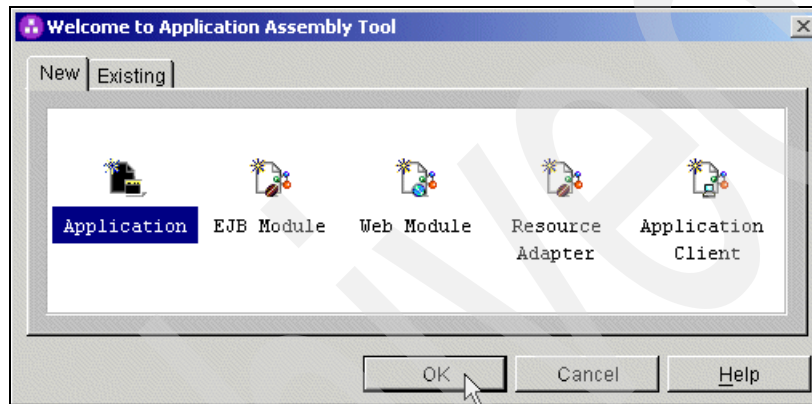 Welcome to Application Assembly Tool
New Existing
Application EJB Module Web Module Resource Adapter Application Client
OK Cancel Help